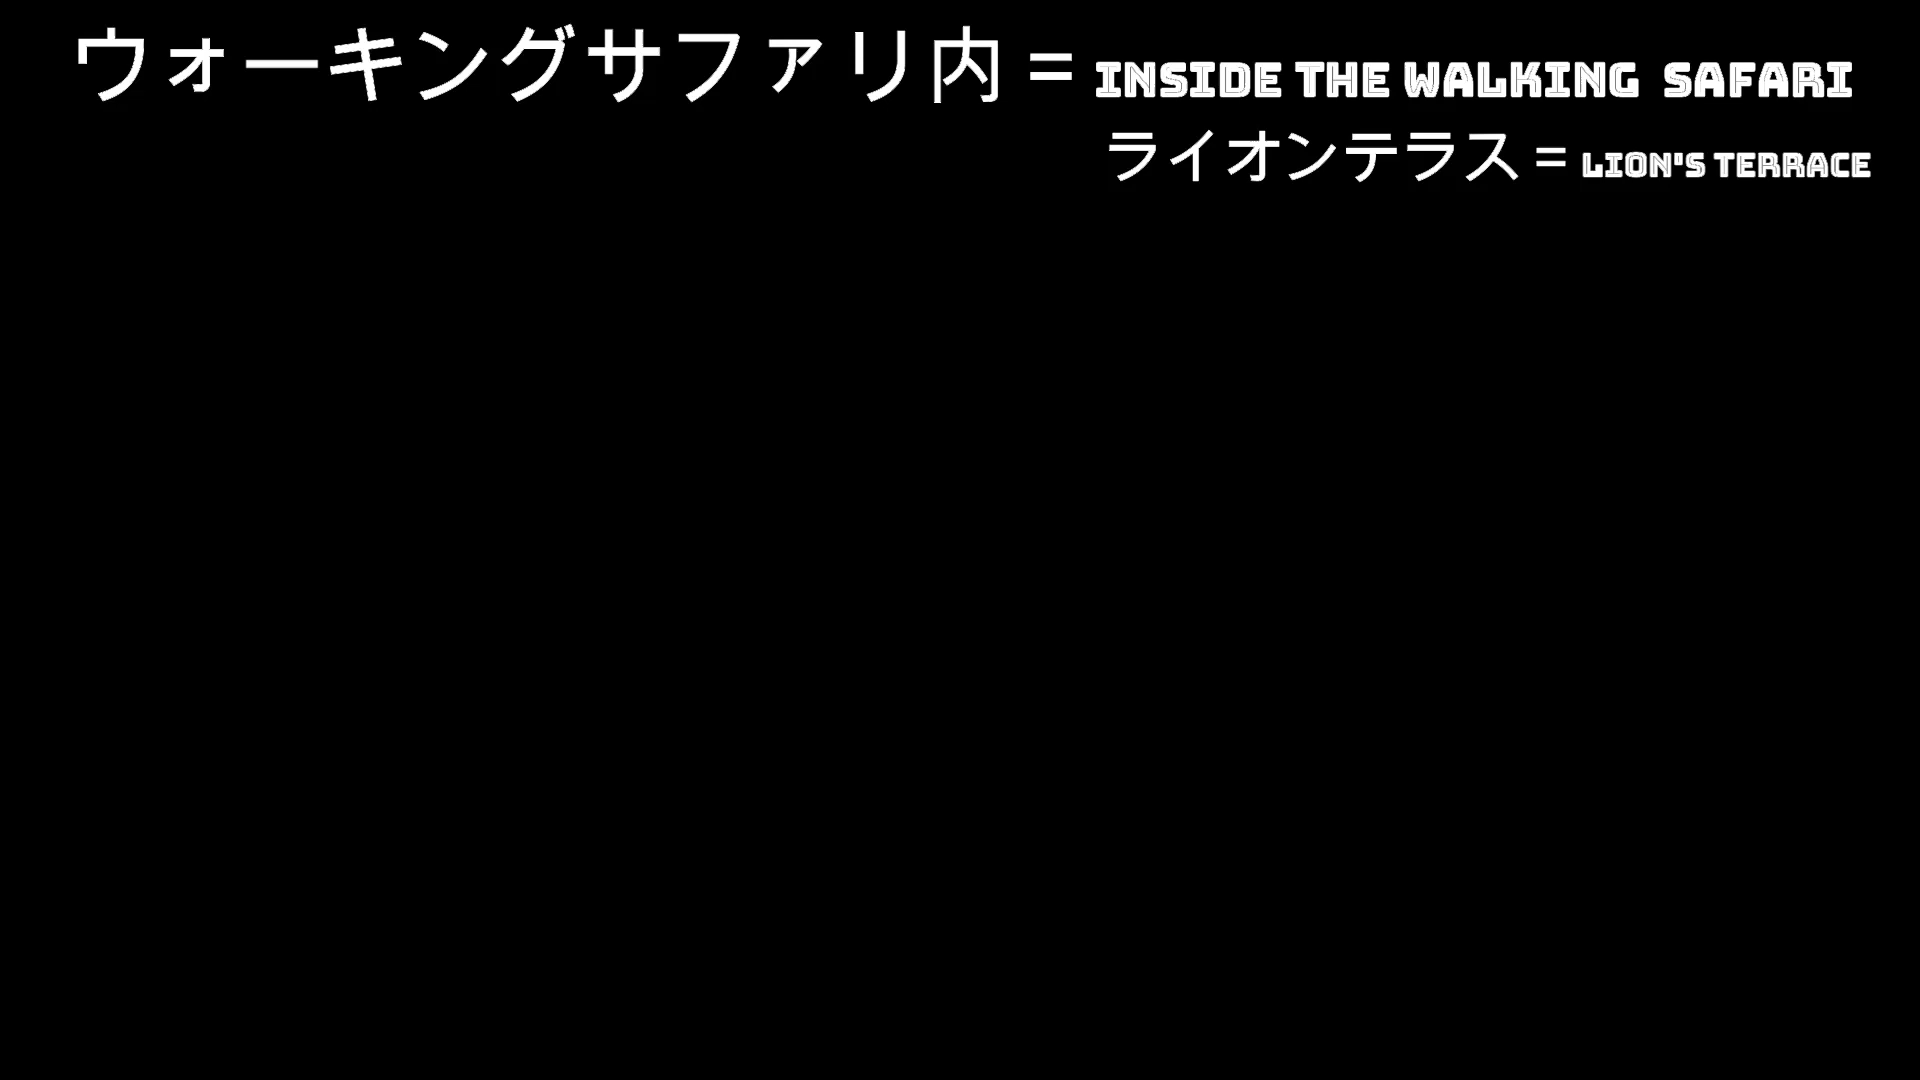 ウォーキングサファリ内 = INSIDE THE WALKING SAFARI
ライオンテラス = LION'S TERRACE